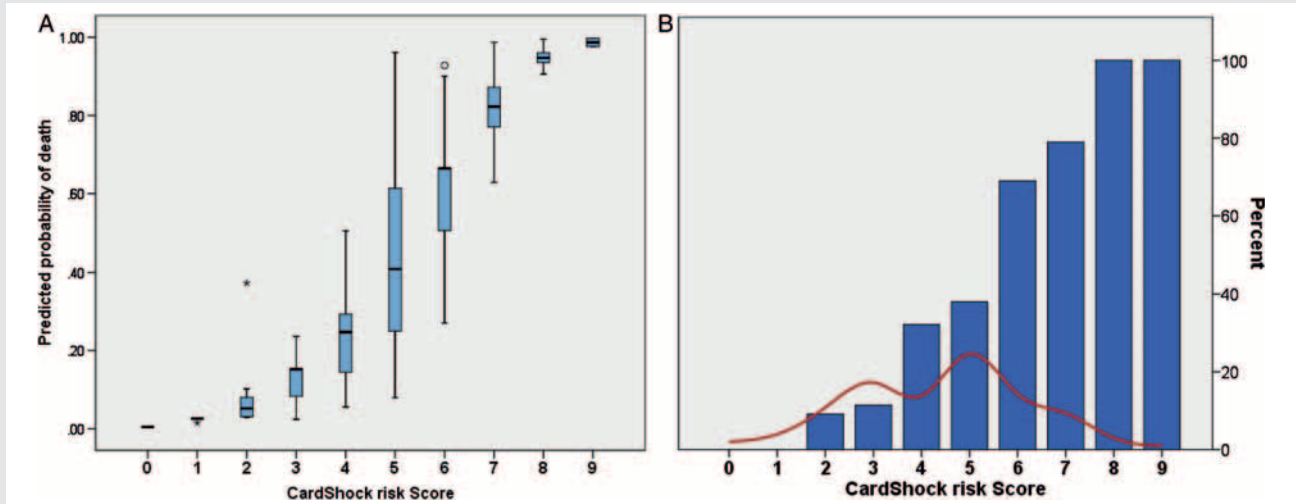 A
1.00
.80
.60
.40
.20
.00
Predicted probability of death
0 1 2 3 4 5 6 7 8 9
CardShock risk Score
B
100
80
60
40
20
0
Percent
0 1 2 3 4 5 6 7 8 9
CardShock risk Score